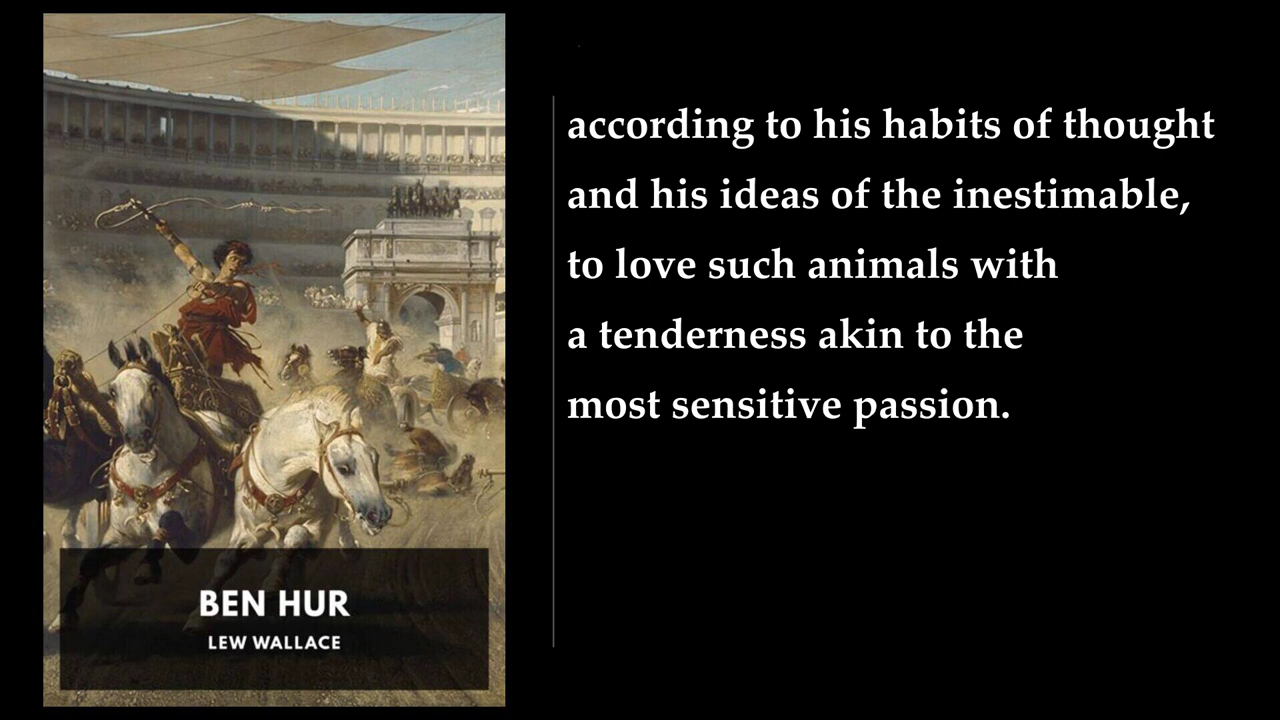 according to his habits of thought
and his ideas of the inestimable,
to love such animals with
a tenderness akin to the
most sensitive passion.
BEN HUR
LEW WALLACE